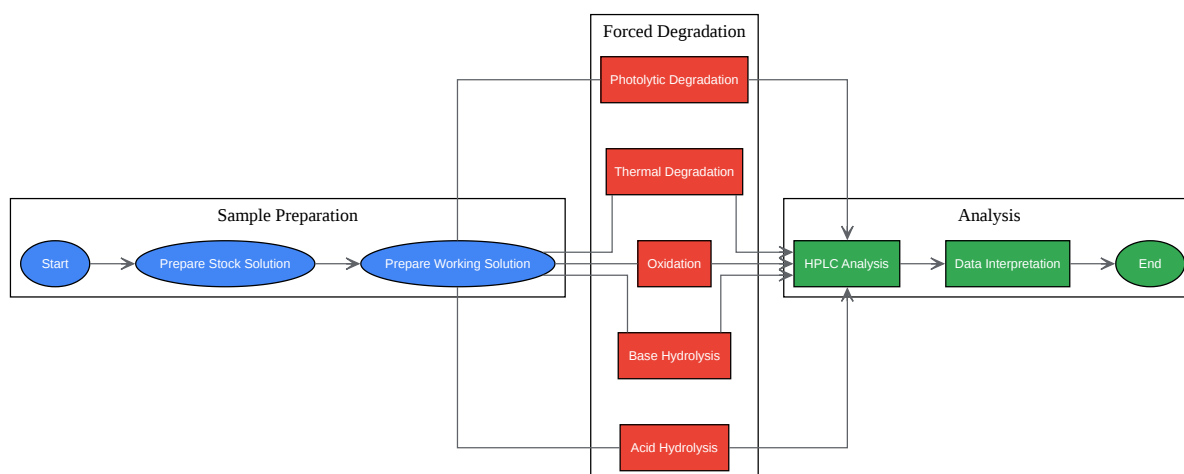 Forced Degradation
Photolytic Degradation
Thermal Degradation
Sample Preparation
Analysis
Start
Prepare Stock Solution
Prepare Working Solution
Oxidation
HPLC Analysis
Data Interpretation
End
Base Hydrolysis
Acid Hydrolysis